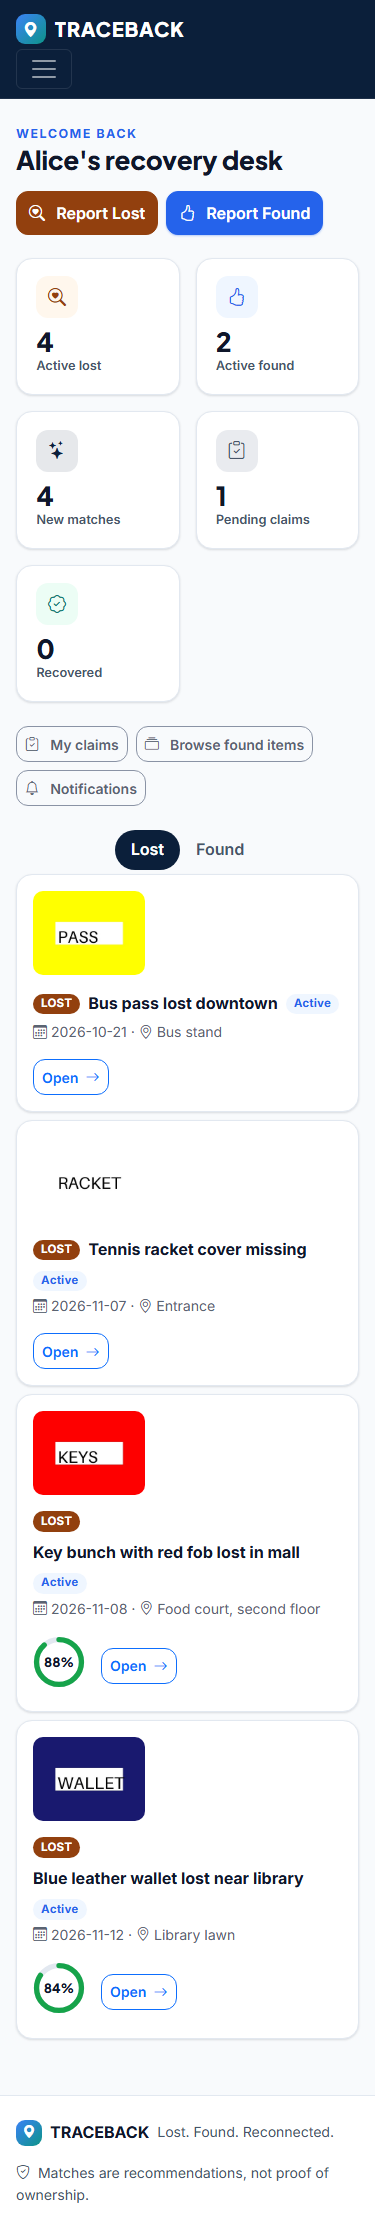 TRACEBACK
WELCOME BACK
Alice's recovery desk
Report Lost
Report Found
4
Active lost
2
Active found
4
New matches
1
Pending claims
0
Recovered
My claims
Browse found items
Notifications
Lost
Found
PASS
LOST Bus pass lost downtown Active
2026-10-21 · Bus stand
Open
RACKET
LOST Tennis racket cover missing
Active
2026-11-07 · Entrance
Open
KEYS
LOST
Key bunch with red fob lost in mall
Active
2026-11-08 · Food court, second floor
88% Open
WALLET
LOST
Blue leather wallet lost near library
Active
2026-11-12 · Library lawn
84% Open
TRACEBACK Lost. Found. Reconnected.
Matches are recommendations, not proof of
ownership.